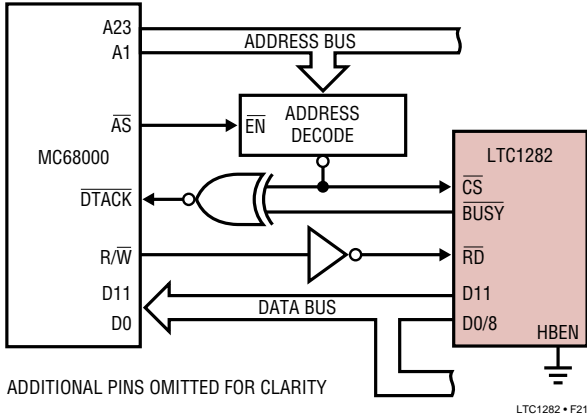 A23
A1
ADDRESS BUS
AS
EN
ADDRESS
DECODE
MC68000
LTC1282
DTACK
CS
BUSY
R/W
RD
D11
D0
DATA BUS
D11
D0/8
HBEN
ADDITIONAL PINS OMITTED FOR CLARITY
LTC1282 • F21